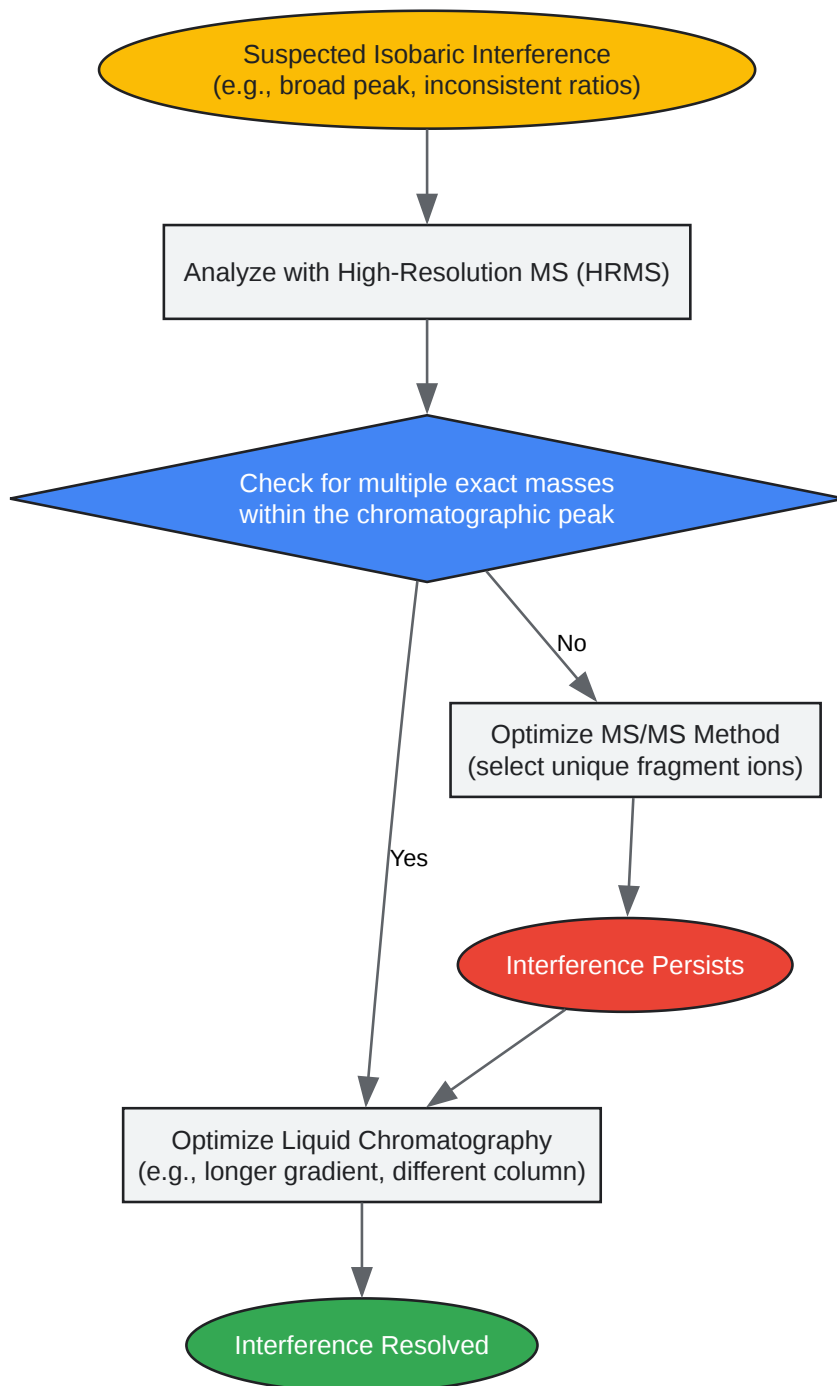 Suspected Isobaric Interference
(e.g., broad peak, inconsistent ratios)
Analyze with High-Resolution MS (HRMS)
Check for multiple exact masses
within the chromatographic peak
No
Optimize MS/MS Method
(select unique fragment ions)
Yes
Interference Persists
Optimize Liquid Chromatography
(e.g., longer gradient, different column)
Interference Resolved